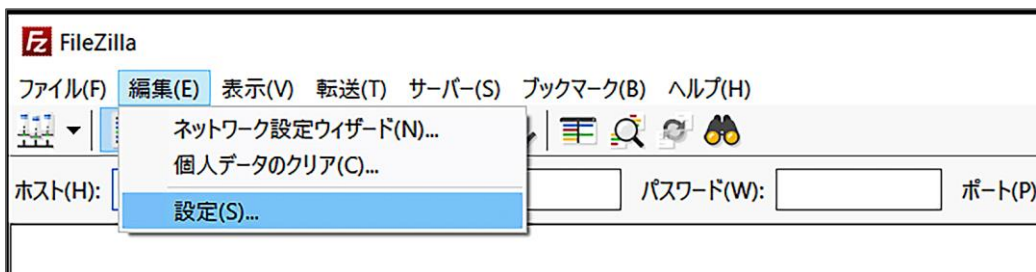 FileZilla
ファイル(F) 編集(E) 表示(V) 転送(T) サーバー(S) ブックマーク(B) ヘルプ(H)
ネットワーク設定ウィザード(N)...
個人データのクリア(C)...
ホスト(H): パスワード(W): ポート(P)
設定(S)...